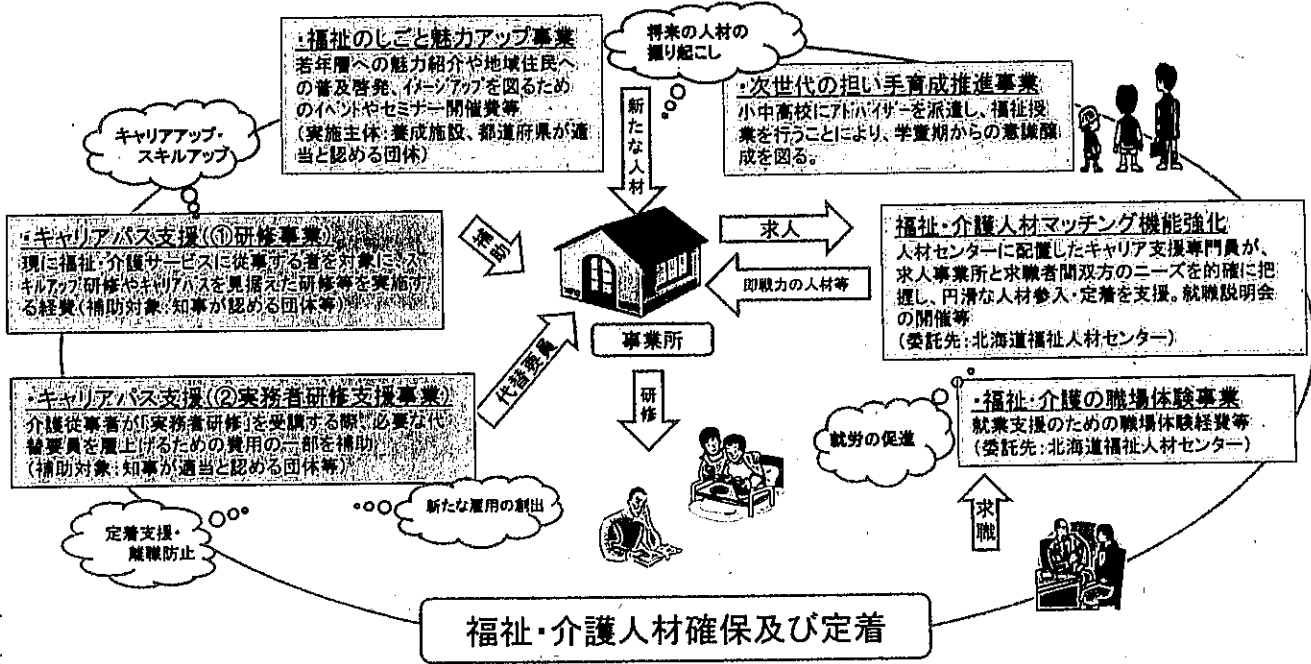 ・福祉のしごと魅力アップ事業
若年層への魅力紹介や地域住民へ
の普及啓発、イメージアップを図るため
のイベントやセミナー開催費等
(実施主体:養成施設、都道府県が適
当と認める団体)
将来の人材の
掘り起こし
・次世代の担い手育成推進事業
小中高校にアドバイザーを派遣し、福祉授
業を行うことにより、学童期からの意識醸
成を図る。
キャリアアップ・
スキルアップ
新たな人材
・キャリアパス支援(①研修事業)
現に福祉・介護サービスに従事する者を対象に、ス
キルアップ研修やキャリアパスを見据えた研修等を実施す
る経費(補助対象:知事が認める団体等)
補助
求人
即戦力の人材等
事業所
福祉・介護人材マッチング機能強化
人材センターに配置したキャリア支援専門員が、
求人事業所と求職者間双方のニーズを的確に把
握し、円滑な人材参入・定着を支援。就職説明会
の開催等
(委託先:北海道福祉人材センター)
・キャリアパス支援(②実務者研修支援事業)
介護従事者が「実務者研修」を受講する際、必要な代
替要員を雇上げるための費用の一部を補助
(補助対象:知事が適当と認める団体等)
代替要員
研修
・福祉・介護の職場体験事業
就業支援のための職場体験経費等
(委託先:北海道福祉人材センター)
就労の促進
新たな雇用の創出
定着支援・
離職防止
求職
福祉・介護人材確保及び定着